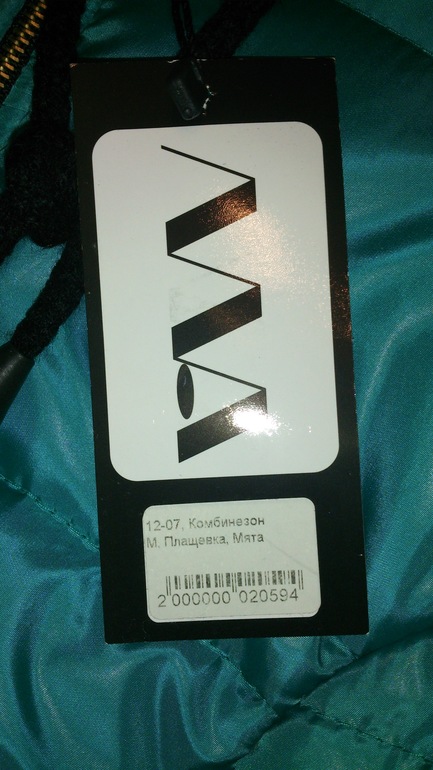 12-07, Комбинезон
М, Плащевка, Мята
2 000000 020594